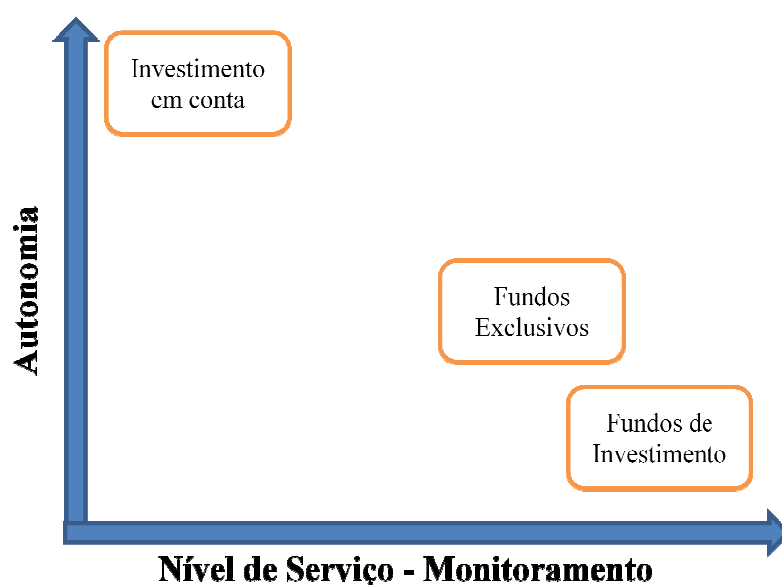 Investimento
em conta
Autonomia
Fundos
Exclusivos
Fundos de
Investimento
Nível de Serviço - Monitoramento